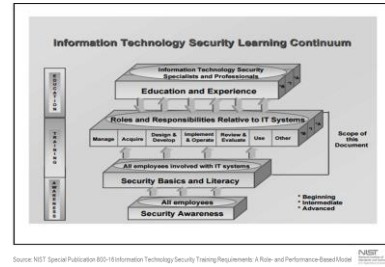 Information Technology Security Learning Continuum
EDUCATION
Information Technology Security
Specialists and Professionals
Education and Experience
TRAINING
Roles and Responsibilities Relative to IT Systems
Manage
Acquire
Design &
Develop
Implement
& Operate
Review &
Evaluate
Use
Other
Scope of
this
Document
All employees involved with IT systems
Security Basics and Literacy
AWARENESS
All employees
Security Awareness
* Beginning
* Intermediate
* Advanced
Source: NIST Special Publication 800-16 Information Technology Security Training Requirements: A Role- and Performance-Based Model
NIST